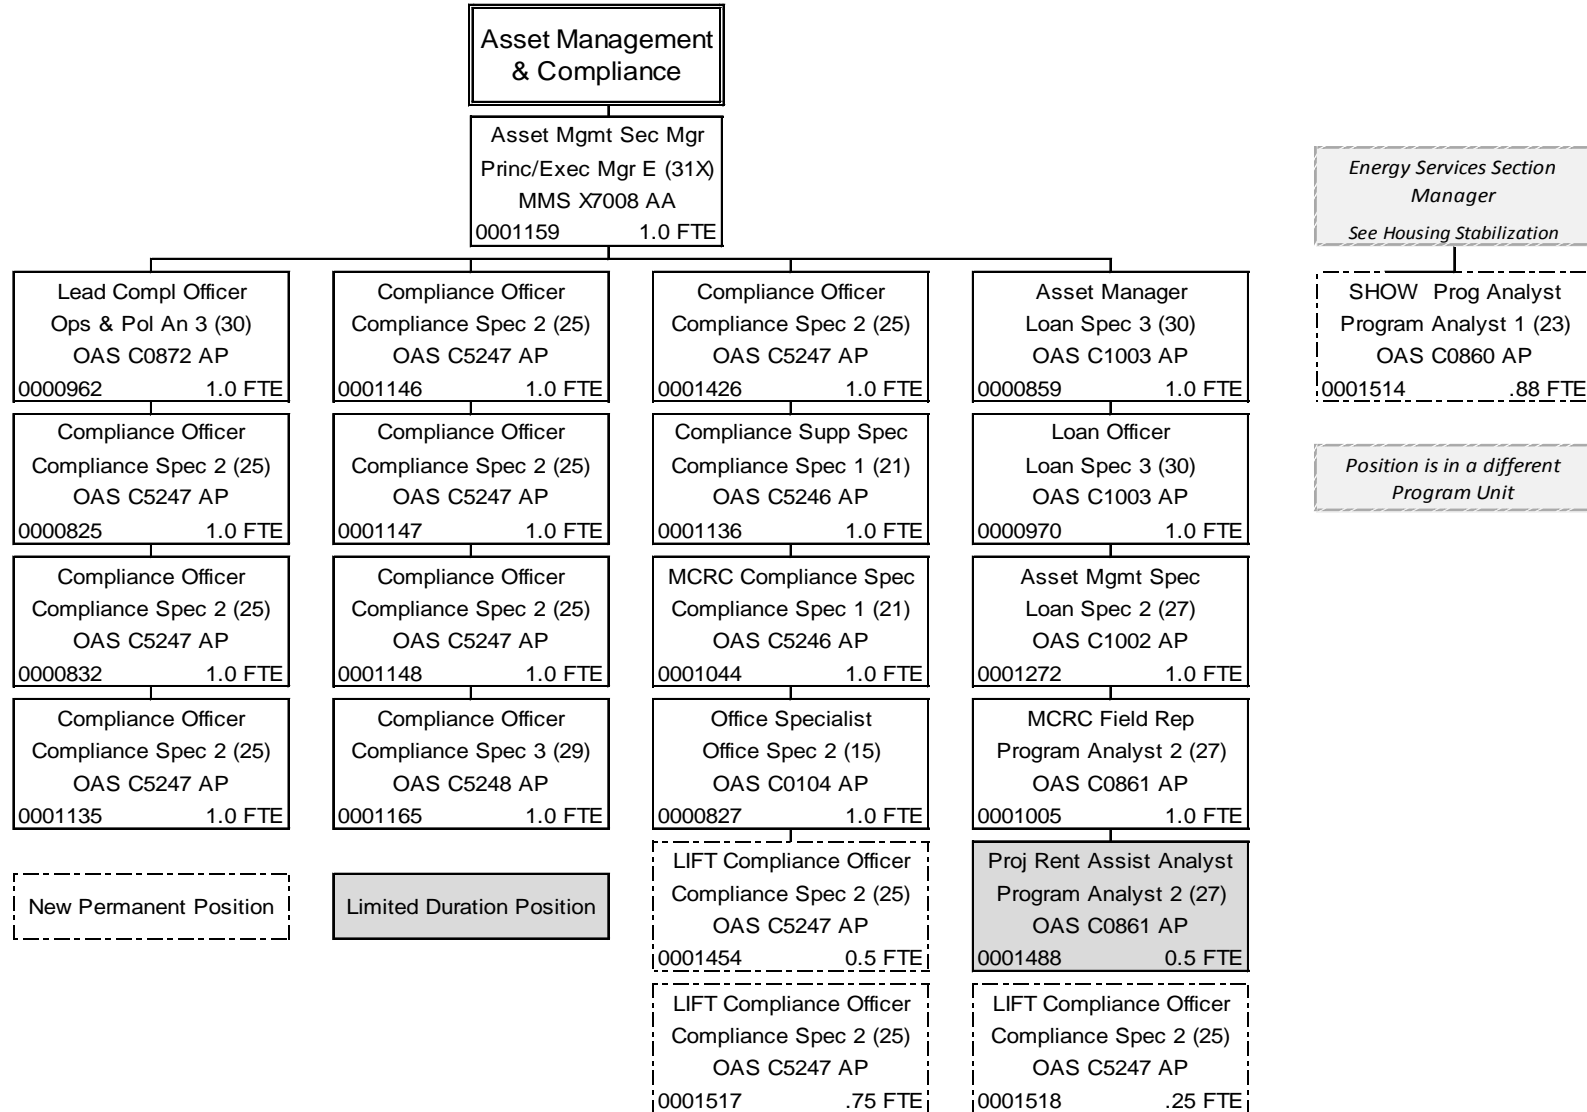 Asset Management
& Compliance
Asset Mgmt Sec Mgr
Princ/Exec Mgr E (31X)
MMS X7008 AA
0001159 1.0 FTE
Energy Services Section
Manager
See Housing Stabilization
Lead Compl Officer
Ops & Pol An 3 (30)
OAS C0872 AP
0000962 1.0 FTE
Compliance Officer
Compliance Spec 2 (25)
OAS C5247 AP
0001146 1.0 FTE
Compliance Officer
Compliance Spec 2 (25)
OAS C5247 AP
0001426 1.0 FTE
Asset Manager
Loan Spec 3 (30)
OAS C1003 AP
0000859 1.0 FTE
SHOW Prog Analyst
Program Analyst 1 (23)
OAS C0860 AP
0001514 .88 FTE
Compliance Officer
Compliance Spec 2 (25)
OAS C5247 AP
0000825 1.0 FTE
Compliance Officer
Compliance Spec 2 (25)
OAS C5247 AP
0001147 1.0 FTE
Compliance Supp Spec
Compliance Spec 1 (21)
OAS C5246 AP
0001136 1.0 FTE
Loan Officer
Loan Spec 3 (30)
OAS C1003 AP
0000970 1.0 FTE
Position is in a different
Program Unit
Compliance Officer
Compliance Spec 2 (25)
OAS C5247 AP
0000832 1.0 FTE
Compliance Officer
Compliance Spec 2 (25)
OAS C5247 AP
0001148 1.0 FTE
MCRC Compliance Spec
Compliance Spec 1 (21)
OAS C5246 AP
0001044 1.0 FTE
Asset Mgmt Spec
Loan Spec 2 (27)
OAS C1002 AP
0001272 1.0 FTE
Compliance Officer
Compliance Spec 2 (25)
OAS C5247 AP
0001135 1.0 FTE
Compliance Officer
Compliance Spec 3 (29)
OAS C5248 AP
0001165 1.0 FTE
Office Specialist
Office Spec 2 (15)
OAS C0104 AP
0000827 1.0 FTE
MCRC Field Rep
Program Analyst 2 (27)
OAS C0861 AP
0001005 1.0 FTE
New Permanent Position
Limited Duration Position
LIFT Compliance Officer
Compliance Spec 2 (25)
OAS C5247 AP
0001454 0.5 FTE
Proj Rent Assist Analyst
Program Analyst 2 (27)
OAS C0861 AP
0001488 0.5 FTE
LIFT Compliance Officer
Compliance Spec 2 (25)
OAS C5247 AP
0001517 .75 FTE
LIFT Compliance Officer
Compliance Spec 2 (25)
OAS C5247 AP
0001518 .25 FTE